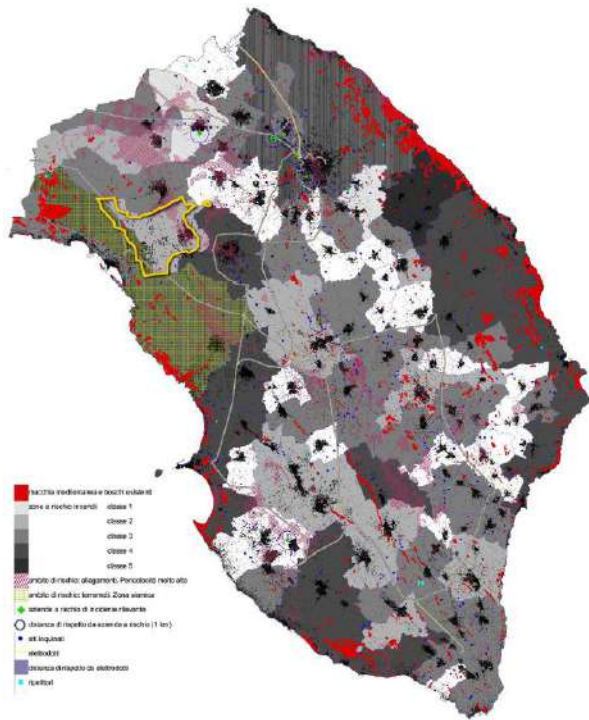 macchia mediterranea e boschi esistenti
zone a rischio incendi classe 1
classe 2
classe 3
classe 4
classe 5
ambito di rischio: allagamenti. Pericolosità molto alta
ambito di rischio: terremoti. Zona sismica
aziende a rischio di incidente rilevante
distanza di rispetto da aziende a rischio (1 km)
siti inquinati
elettrodotti
distanza di rispetto da elettrodotti
ripetitori